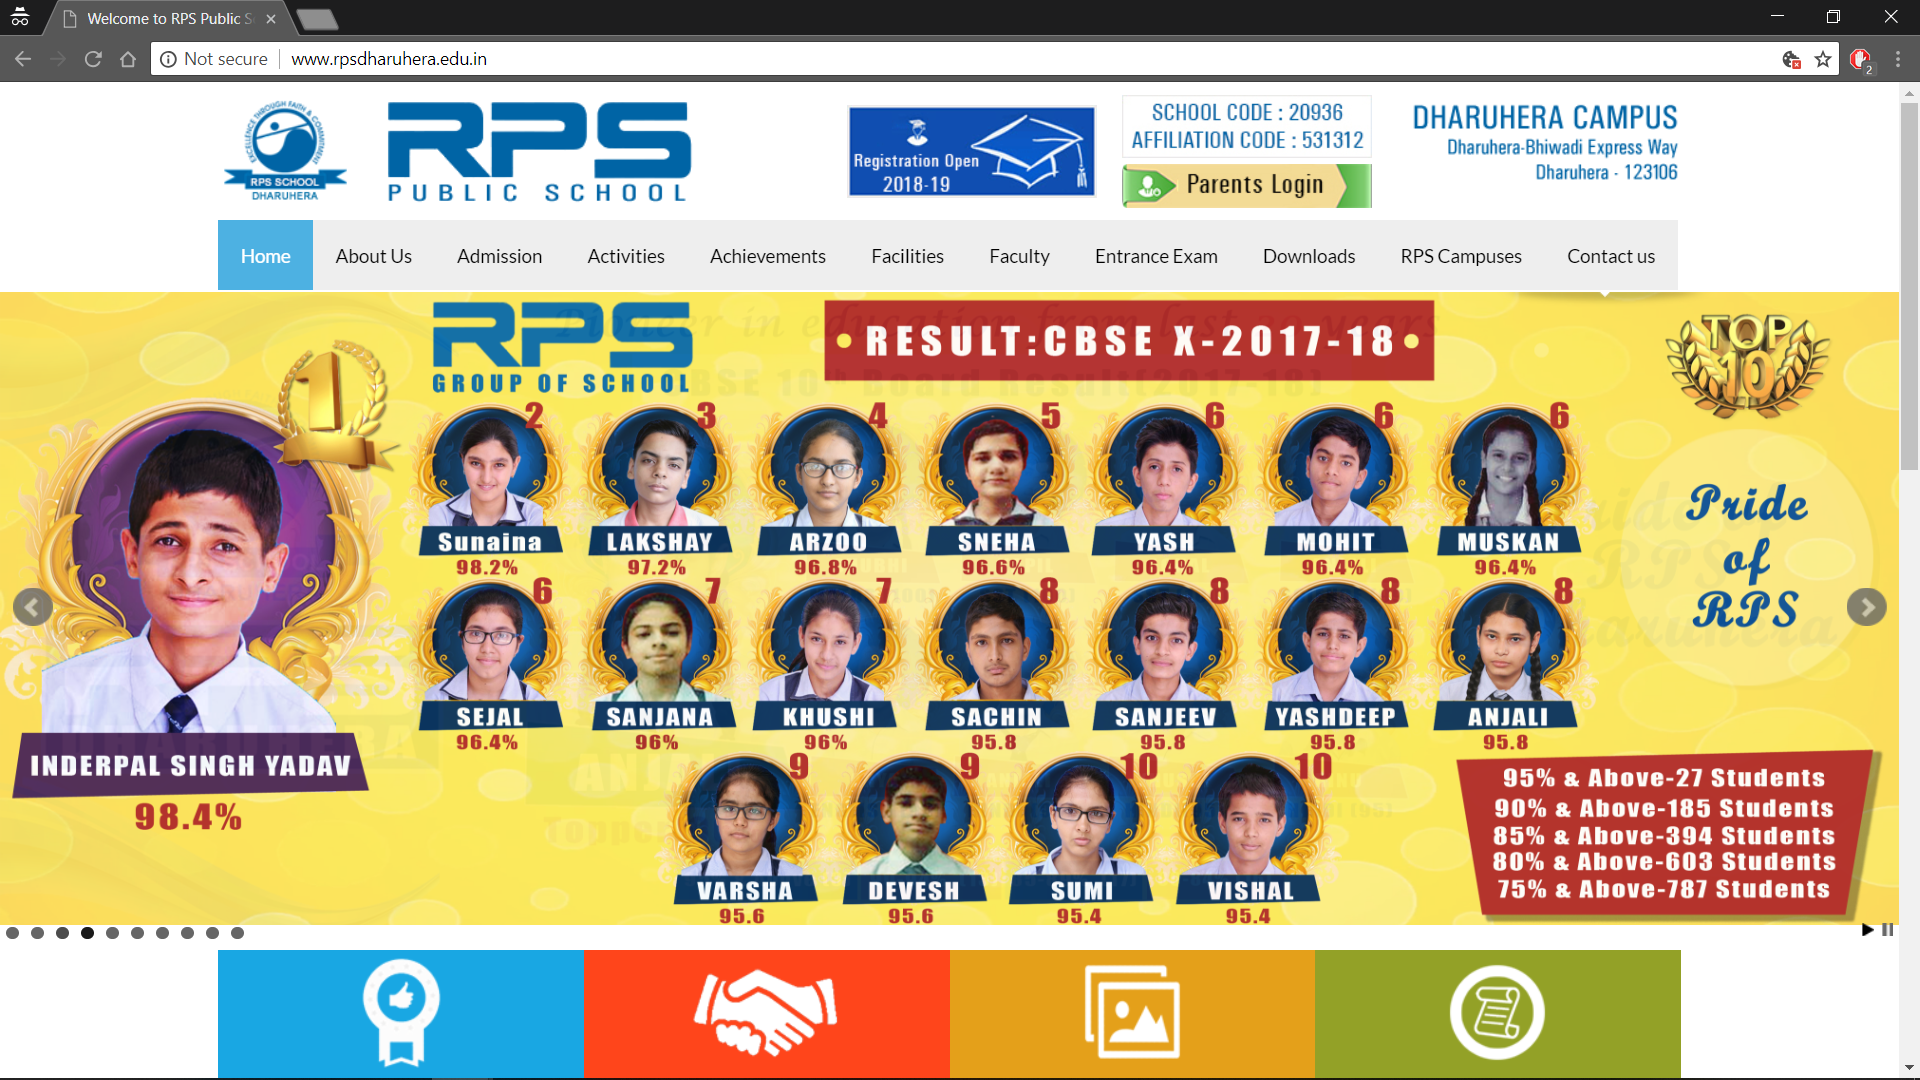 Welcome to RPS Public S
Not secure
www.rpsdharuhera.edu.in
2
EXCELLENCE THROUGH FAITH & COMMITMENT
RPS SCHOOL
DHARUHERA
RPS
PUBLIC SCHOOL
Registration Open
2018-19
SCHOOL CODE : 20936
AFFILIATION CODE : 531312
Parents Login
DHARUHERA CAMPUS
Dharuhera-Bhiwadi Express Way
Dharuhera - 123106
Home
About Us
Admission
Activities
Achievements
Facilities
Faculty
Entrance Exam
Downloads
RPS Campuses
Contact us
RPS
GROUP OF SCHOOL
RESULT:CBSE X-2017-18
TOP
10
1
INDERPAL SINGH YADAV
98.4%
2 3 4 5 6 6 6
Sunaina LAKSHAY ARZOO SNEHA YASH MOHIT MUSKAN
98.2% 97.2% 96.8% 96.6% 96.4% 96.4% 96.4%
6 7 7 8 8 8 8
SEJAL SANJANA KHUSHI SACHIN SANJEEV YASHDEEP ANJALI
96.4% 96% 96% 95.8 95.8 95.8 95.8
9 9 10 10
VARSHA DEVESH SUMI VISHAL
95.6 95.6 95.4 95.4
Pride
of
RPS
95% & Above-27 Students
90% & Above-185 Students
85% & Above-394 Students
80% & Above-603 Students
75% & Above-787 Students